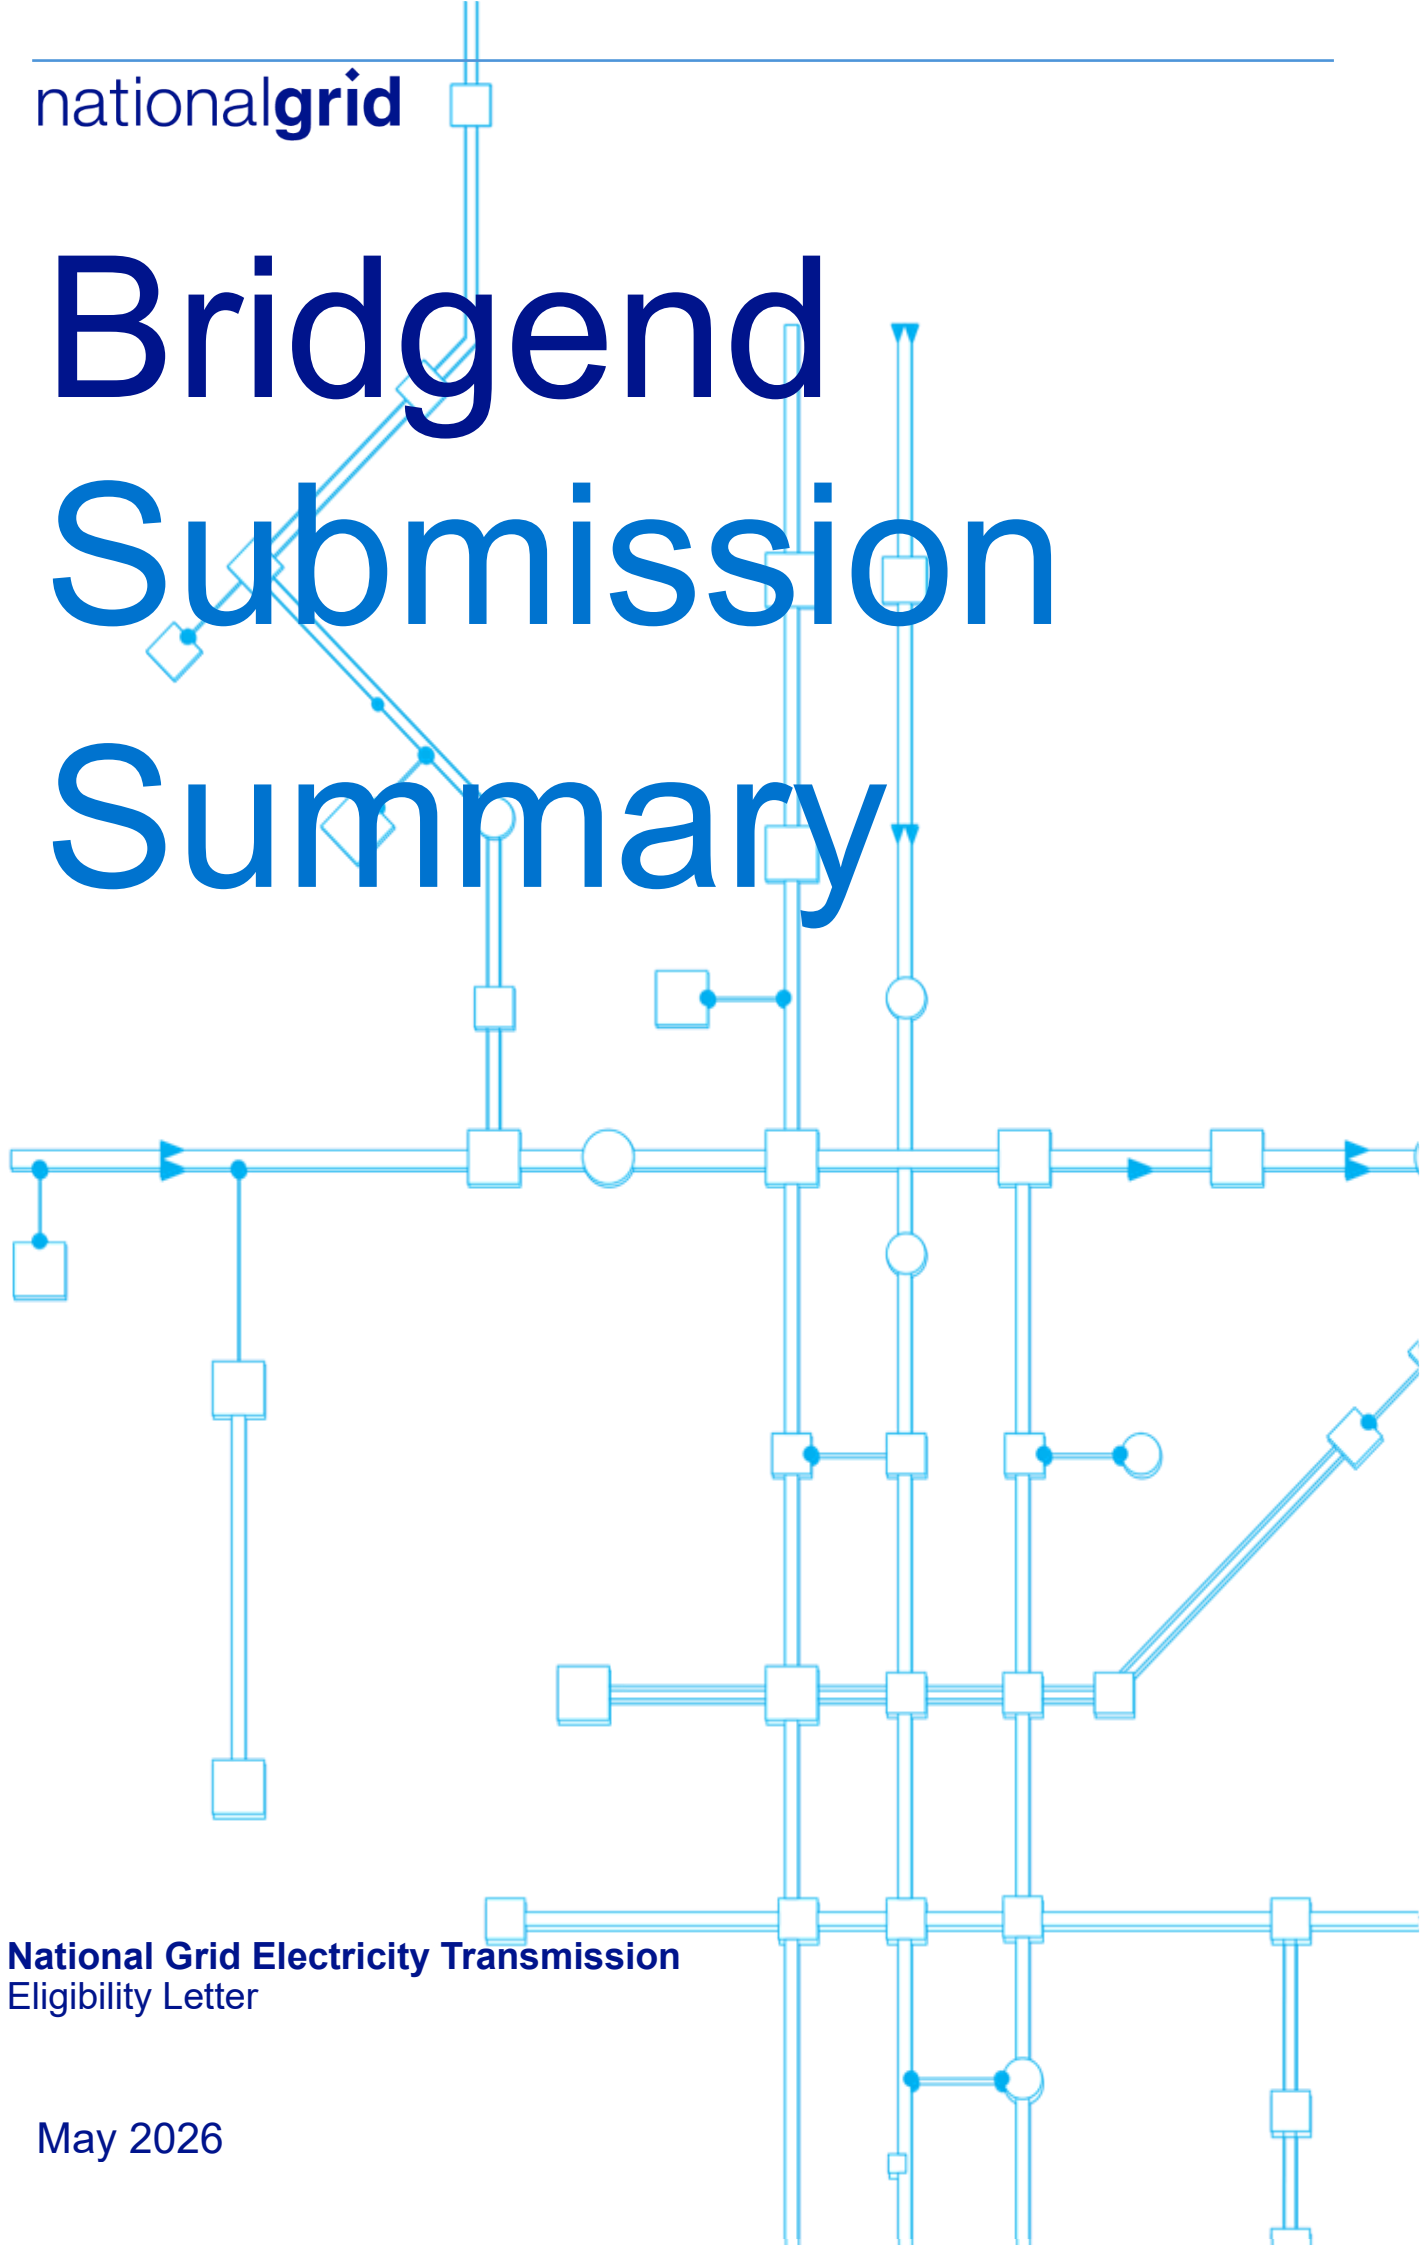 nationalgrid
Bridgend
Submission
Summary
National Grid Electricity Transmission
Eligibility Letter
May 2026